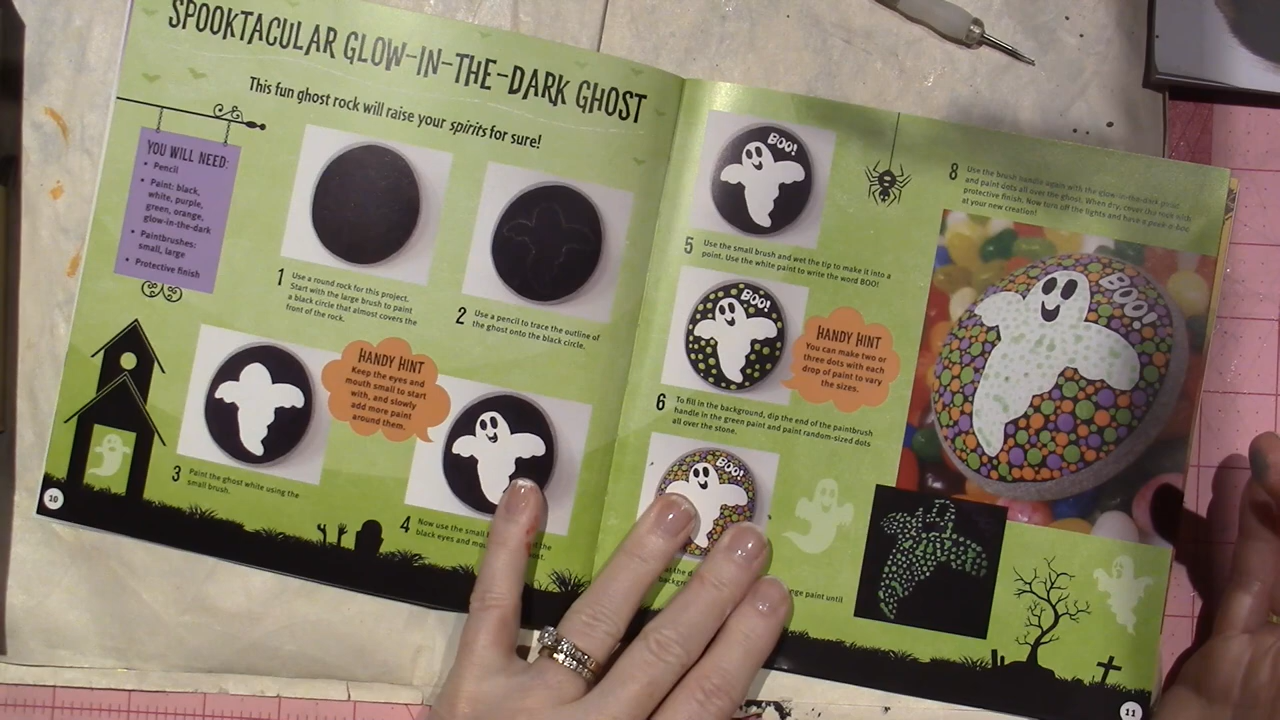 SPOOKTACULAR GLOW-IN-THE-DARK GHOST
This fun ghost rock will raise your spirits for sure!
YOU WILL NEED:
• Pencil
• Paint: black,
white, purple,
green, orange,
glow-in-the-dark
• Paintbrushes:
small, large
• Protective finish
1 Use a round rock for this project.
Start with the large brush to paint
a black circle that almost covers the
front of the rock.
2 Use a pencil to trace the outline of
the ghost onto the black circle.
3 Paint the ghost white using the
small brush.
HANDY HINT
Keep the eyes and
mouth small to start
with, and slowly
add more paint
around them.
4 Now use the small
black eyes and
10
BOO!
5 Use the small brush and wet the tip to make it into a
point. Use the white paint to write the word BOO!
BOO!
HANDY HINT
You can make two or
three dots with each
drop of paint to vary
the sizes.
6 To fill in the background, dip the end of the paintbrush
handle in the green paint and paint random-sized dots
all over the stone.
BOO!
paint until
8 Use the brush handle again with the glow-in-the-dark paint
and paint dots all over the ghost. When dry, cover the rock with
protective finish. Now turn off the lights and have a peek-a-boo
at your new creation!
BOO!
11